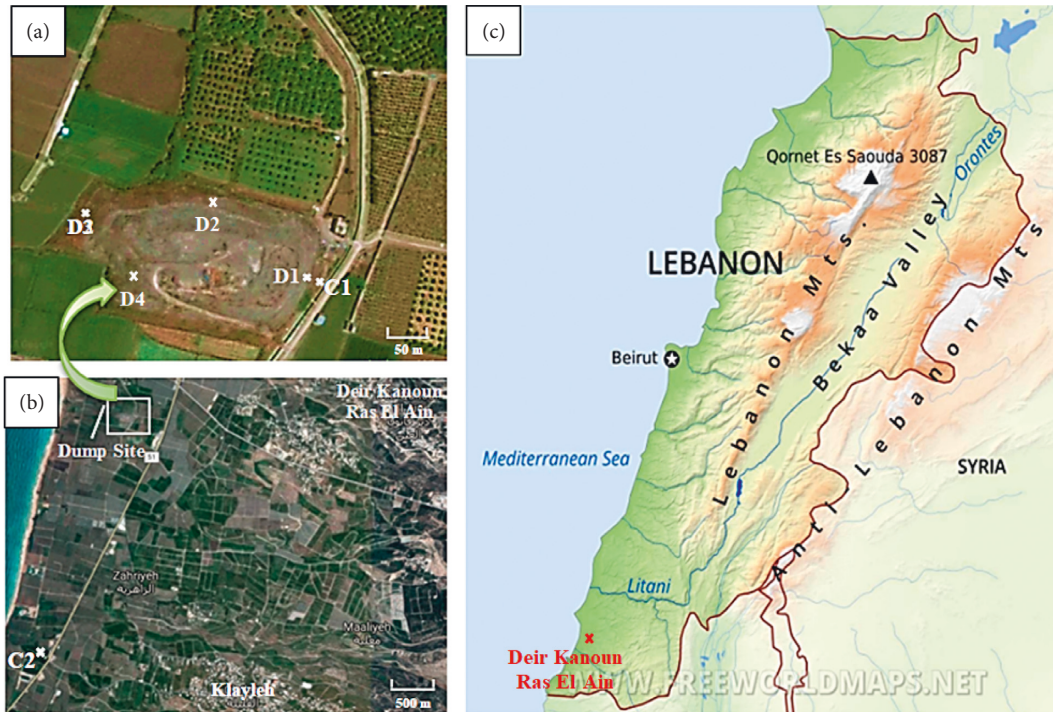 (a)
D3
D2
D4
D1
C1
50 m
(b)
Deir Kanoun
Ras El Ain
Dump Site
Zahriyeh
الزاهرية
Maaliyeh
معلية
C2
Klayleh
500 m
(c)
Qornet Es Saouda 3087
Orontes
LEBANON
Lebanon Mts.
Bekaa Valley
Beirut
Anti-Lebanon Mts
Mediterranean Sea
SYRIA
Litani
Deir Kanoun
Ras El Ain
WWW.FREEWORLDMAPS.NET